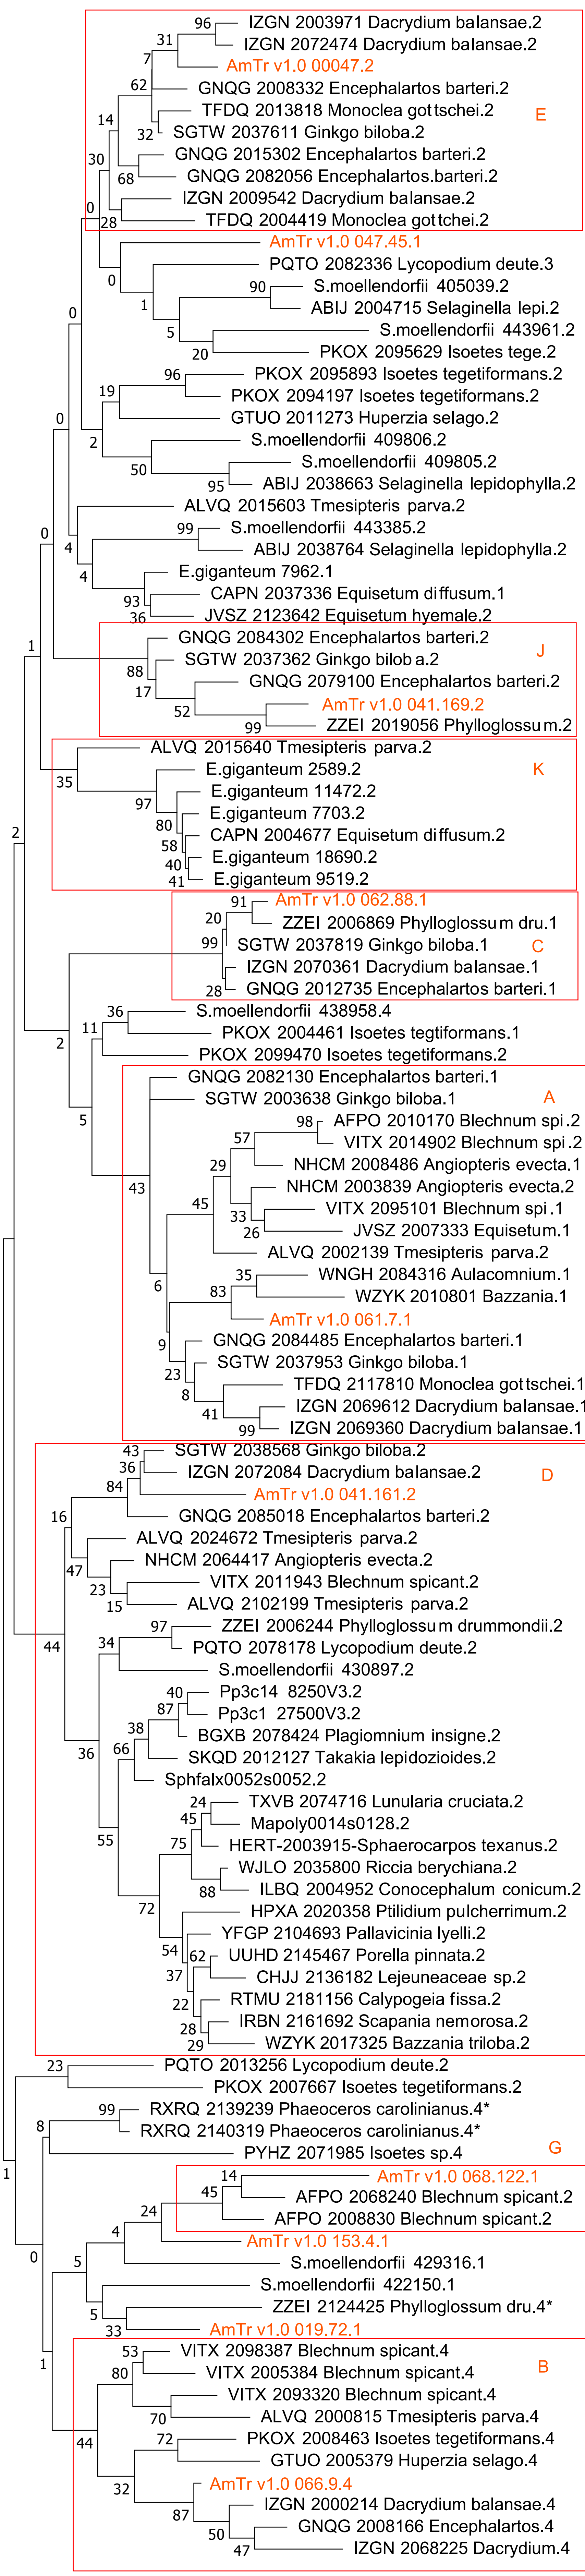 96 IZGN 2003971 Dacrydium balansae.2
31 IZGN 2072474 Dacrydium balansae.2
7 AmTr v1.0 00047.2
62 GNQG 2008332 Encephalartos barteri.2
TFDQ 2013818 Monoclea gottschei.2 E
14 32 SGTW 2037611 Ginkgo biloba.2
30 GNQG 2015302 Encephalartos barteri.2
68 GNQG 2082056 Encephalartos.barteri.2
IZGN 2009542 Dacrydium balansae.2
0 28 TFDQ 2004419 Monoclea gottchei.2
AmTr v1.0 047.45.1
0 PQTO 2082336 Lycopodium deute.3
90 S.moellendorfii 405039.2
1 ABIJ 2004715 Selaginella lepi.2
0 5 S.moellendorfii 443961.2
20 PKOX 2095629 Isoetes tege.2
96 PKOX 2095893 Isoetes tegetiformans.2
19 PKOX 2094197 Isoetes tegetiformans.2
GTUO 2011273 Huperzia selago.2
0 2 S.moellendorfii 409806.2
50 S.moellendorfii 409805.2
95 ABIJ 2038663 Selaginella lepidophylla.2
ALVQ 2015603 Tmesipteris parva.2
99 S.moellendorfii 443385.2
0 4 ABIJ 2038764 Selaginella lepidophylla.2
4 E.giganteum 7962.1
93 CAPN 2037336 Equisetum diffusum.1
36 JVSZ 2123642 Equisetum hyemale.2
GNQG 2084302 Encephalartos barteri.2
1 88 SGTW 2037362 Ginkgo biloba.2 J
17 GNQG 2079100 Encephalartos barteri.2
52 AmTr v1.0 041.169.2
99 ZZEI 2019056 Phylloglossum.2
ALVQ 2015640 Tmesipteris parva.2
35 E.giganteum 2589.2 K
97 E.giganteum 11472.2
80 E.giganteum 7703.2
2 58 CAPN 2004677 Equisetum diffusum.2
40 E.giganteum 18690.2
41 E.giganteum 9519.2
91 AmTr v1.0 062.88.1
20 ZZEI 2006869 Phylloglossum dru.1
99 SGTW 2037819 Ginkgo biloba.1 C
IZGN 2070361 Dacrydium balansae.1
28 GNQG 2012735 Encephalartos barteri.1
36 S.moellendorfii 438958.4
2 11 PKOX 2004461 Isoetes tegtiformans.1
PKOX 2099470 Isoetes tegetiformans.2
GNQG 2082130 Encephalartos barteri.1
5 SGTW 2003638 Ginkgo biloba.1 A
98 AFPO 2010170 Blechnum spi.2
57 VITX 2014902 Blechnum spi.2
29 NHCM 2008486 Angiopteris evecta.1
43 NHCM 2003839 Angiopteris evecta.2
45 33 VITX 2095101 Blechnum spi.1
26 JVSZ 2007333 Equisetum.1
ALVQ 2002139 Tmesipteris parva.2
6 35 WNGH 2084316 Aulacomnium.1
83 WZYK 2010801 Bazzania.1
AmTr v1.0 061.7.1
9 GNQG 2084485 Encephalartos barteri.1
23 SGTW 2037953 Ginkgo biloba.1
8 TFDQ 2117810 Monoclea gottschei.1
41 IZGN 2069612 Dacrydium balansae.1
99 IZGN 2069360 Dacrydium balansae.1
43 SGTW 2038568 Ginkgo biloba.2
36 IZGN 2072084 Dacrydium balansae.2 D
84 AmTr v1.0 041.161.2
16 GNQG 2085018 Encephalartos barteri.2
ALVQ 2024672 Tmesipteris parva.2
47 NHCM 2064417 Angiopteris evecta.2
23 VITX 2011943 Blechnum spicant.2
15 ALVQ 2102199 Tmesipteris parva.2
97 ZZEI 2006244 Phylloglossum drummondii.2
44 34 PQTO 2078178 Lycopodium deute.2
S.moellendorfii 430897.2
40 Pp3c14 8250V3.2
87 Pp3c1 27500V3.2
38 BGXB 2078424 Plagiomnium insigne.2
36 66 SKQD 2012127 Takakia lepidozioides.2
Sphfalx0052s0052.2
24 TXVB 2074716 Lunularia cruciata.2
55 45 Mapoly0014s0128.2
75 HERT-2003915-Sphaerocarpos texanus.2
WJLO 2035800 Riccia berychiana.2
88 ILBQ 2004952 Conocephalum conicum.2
72 HPXA 2020358 Ptilidium pulcherrimum.2
YFGP 2104693 Pallavicinia lyelli.2
54 62 UUHD 2145467 Porella pinnata.2
37 CHJJ 2136182 Lejeuneaceae sp.2
22 RTMU 2181156 Calypogeia fissa.2
28 IRBN 2161692 Scapania nemorosa.2
29 WZYK 2017325 Bazzania triloba.2
23 PQTO 2013256 Lycopodium deute.2
PKOX 2007667 Isoetes tegetiformans.2
99 RXRQ 2139239 Phaeoceros carolinianus.4*
8 RXRQ 2140319 Phaeoceros carolinianus.4*
1 PYHZ 2071985 Isoetes sp.4 G
14 AmTr v1.0 068.122.1
45 AFPO 2068240 Blechnum spicant.2
24 AFPO 2008830 Blechnum spicant.2
4 AmTr v1.0 153.4.1
0 5 S.moellendorfii 429316.1
S.moellendorfii 422150.1
5 ZZEI 2124425 Phylloglossum dru.4*
33 AmTr v1.0 019.72.1
1 53 VITX 2098387 Blechnum spicant.4
80 VITX 2005384 Blechnum spicant.4 B
VITX 2093320 Blechnum spicant.4
70 ALVQ 2000815 Tmesipteris parva.4
44 72 PKOX 2008463 Isoetes tegetiformans.4
GTUO 2005379 Huperzia selago.4
32 AmTr v1.0 066.9.4
87 IZGN 2000214 Dacrydium balansae.4
50 GNQG 2008166 Encephalartos.4
47 IZGN 2068225 Dacrydium.4